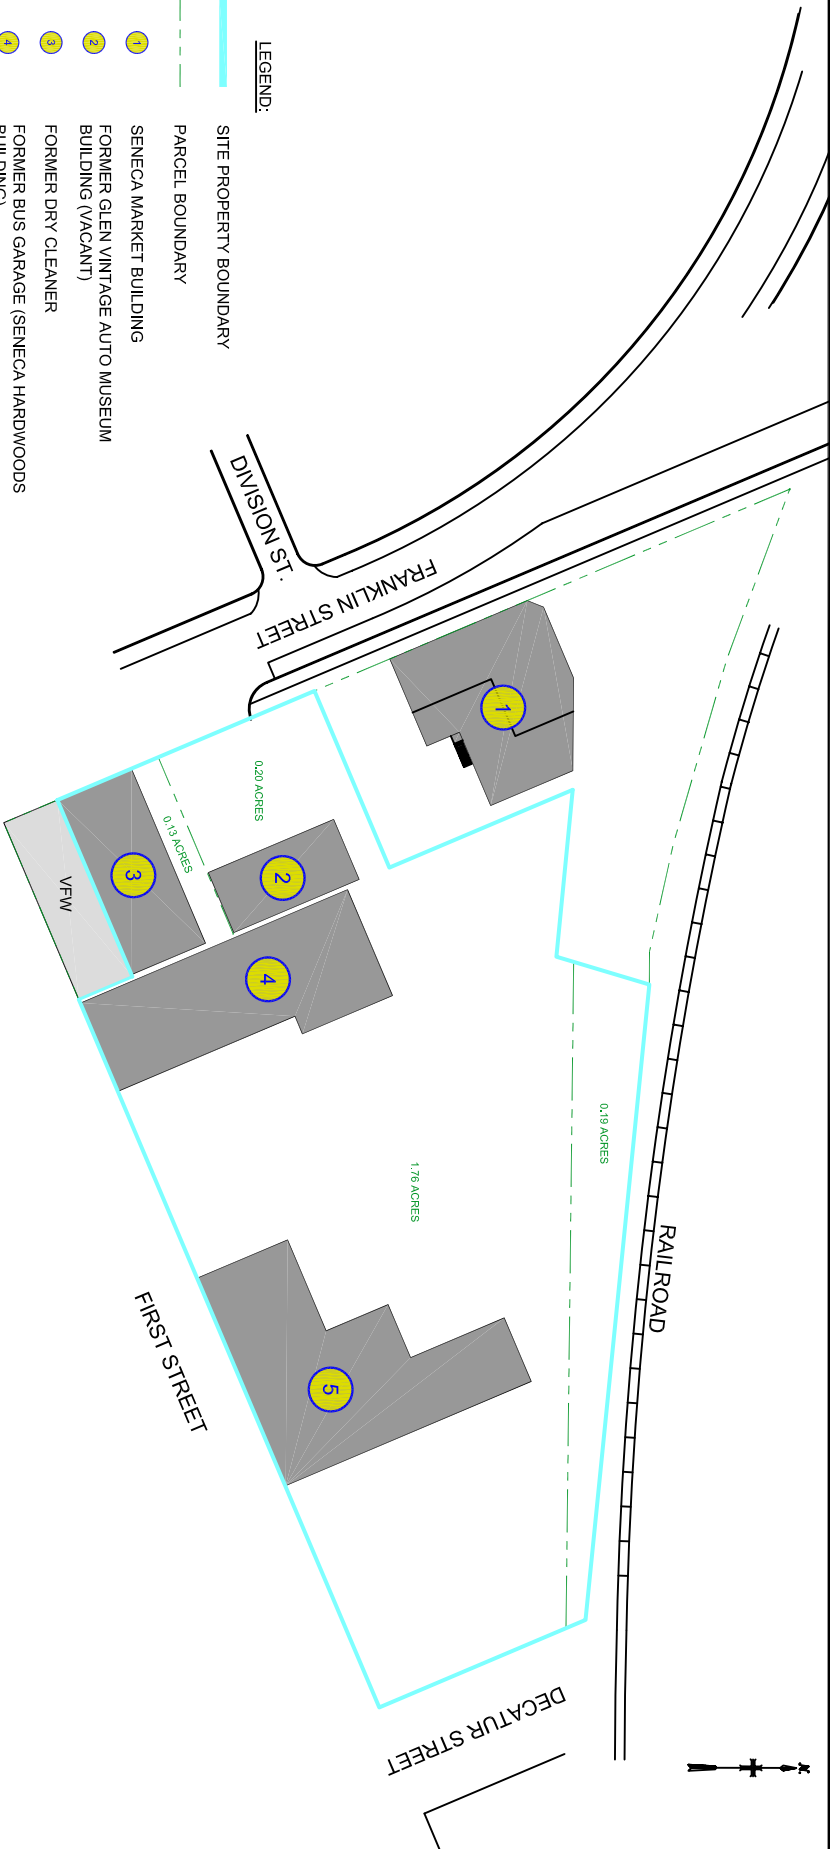 LEGEND:
SITE PROPERTY BOUNDARY
PARCEL BOUNDARY
1 SENECA MARKET BUILDING
2 FORMER GLEN VINTAGE AUTO MUSEUM
BUILDING (VACANT)
3 FORMER DRY CLEANER
4 FORMER BUS GARAGE (SENECA HARDWOODS
BUILDING)
DIVISION ST.
FRANKLIN STREET
1
0.20 ACRES
0.13 ACRES
2
3
VFW
4
0.19 ACRES
1.76 ACRES
RAILROAD
5
FIRST STREET
DECATUR STREET
N